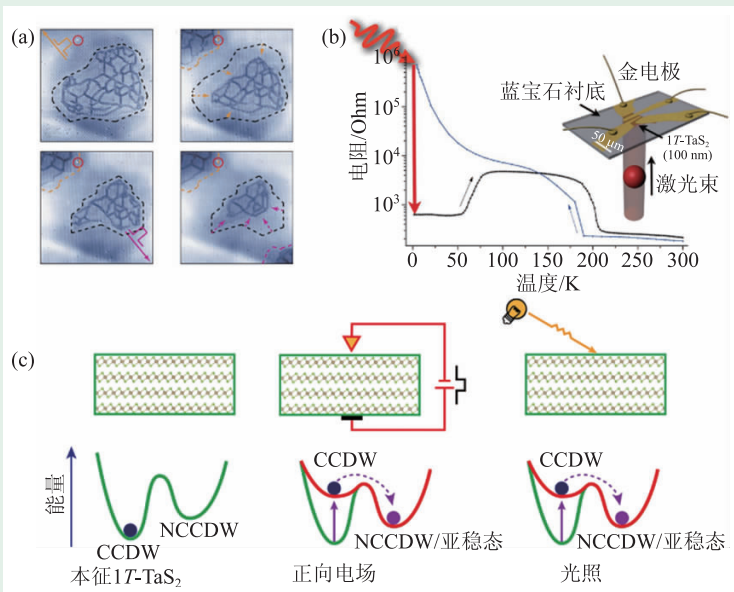 (a)
(b)
10⁶
10⁵
10⁴
10³
电阻/Ohm
0
50
100
150
200
250
300
温度/K
金电极
蓝宝石衬底
50 μm
1T-TaS₂
(100 nm)
激光束
(c)
能量
CCDW
NCCDW
本征1T-TaS₂
CCDW
NCCDW/亚稳态
正向电场
CCDW
NCCDW/亚稳态
光照